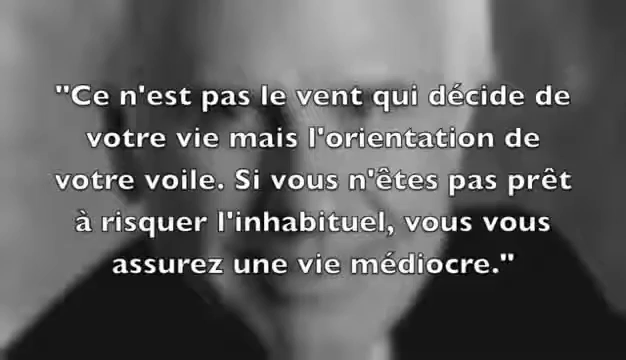 "Ce n'est pas le vent qui décide de
votre vie mais l'orientation de
votre voile. Si vous n'êtes pas prêt
à risquer l'inhabituel, vous vous
assurez une vie médiocre."